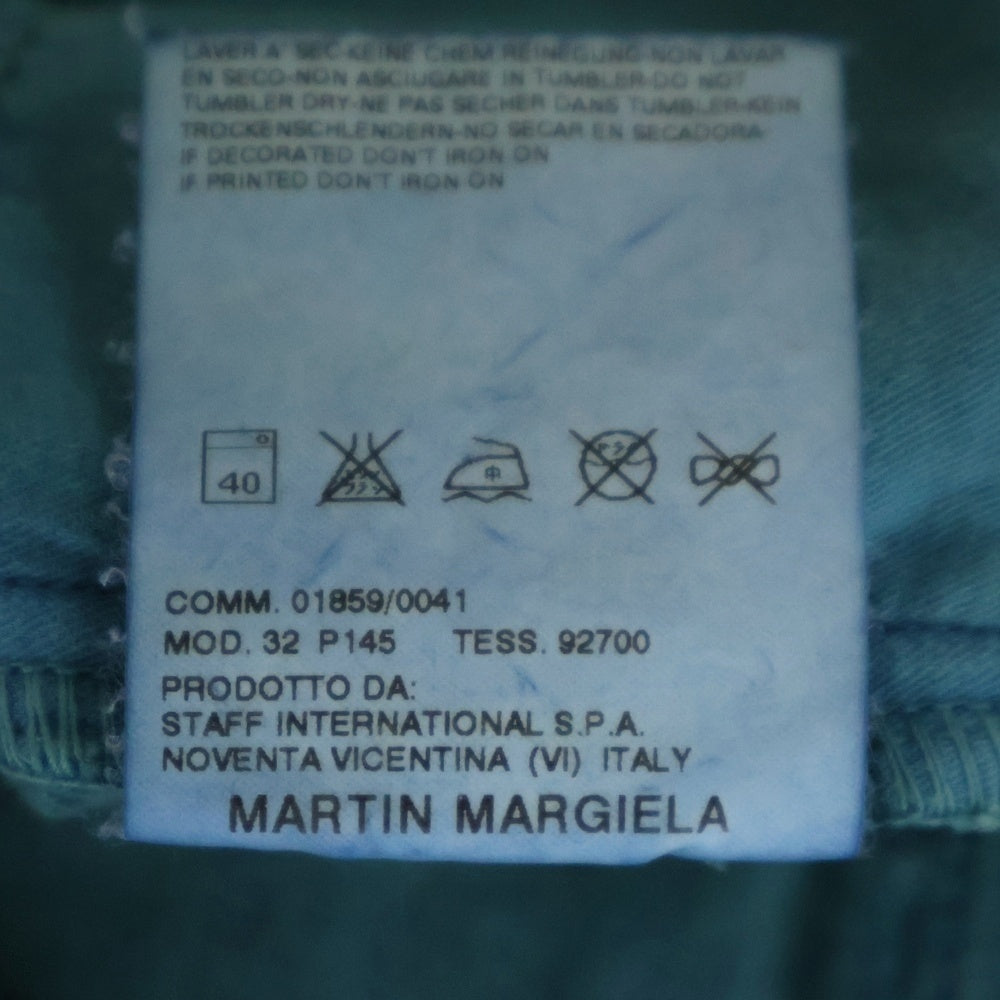 LAVER A' SEC-KEINE CHEM.REINEGUNG-NON LAVAR
EN SECO-NON ASCIUGARE IN TUMBLER-DO NOT
TUMBLER DRY-NE PAS SECHER DANS TUMBLER-KEIN
TROCKENSCHLENDERN-NO SECAR EN SECADORA-
IF DECORATED DON'T IRON ON
IF PRINTED DON'T IRON ON
40
COMM. 01859/0041
MOD. 32 P145 TESS. 92700
PRODOTTO DA:
STAFF INTERNATIONAL S.P.A.
NOVENTA VICENTINA (VI) ITALY
MARTIN MARGIELA